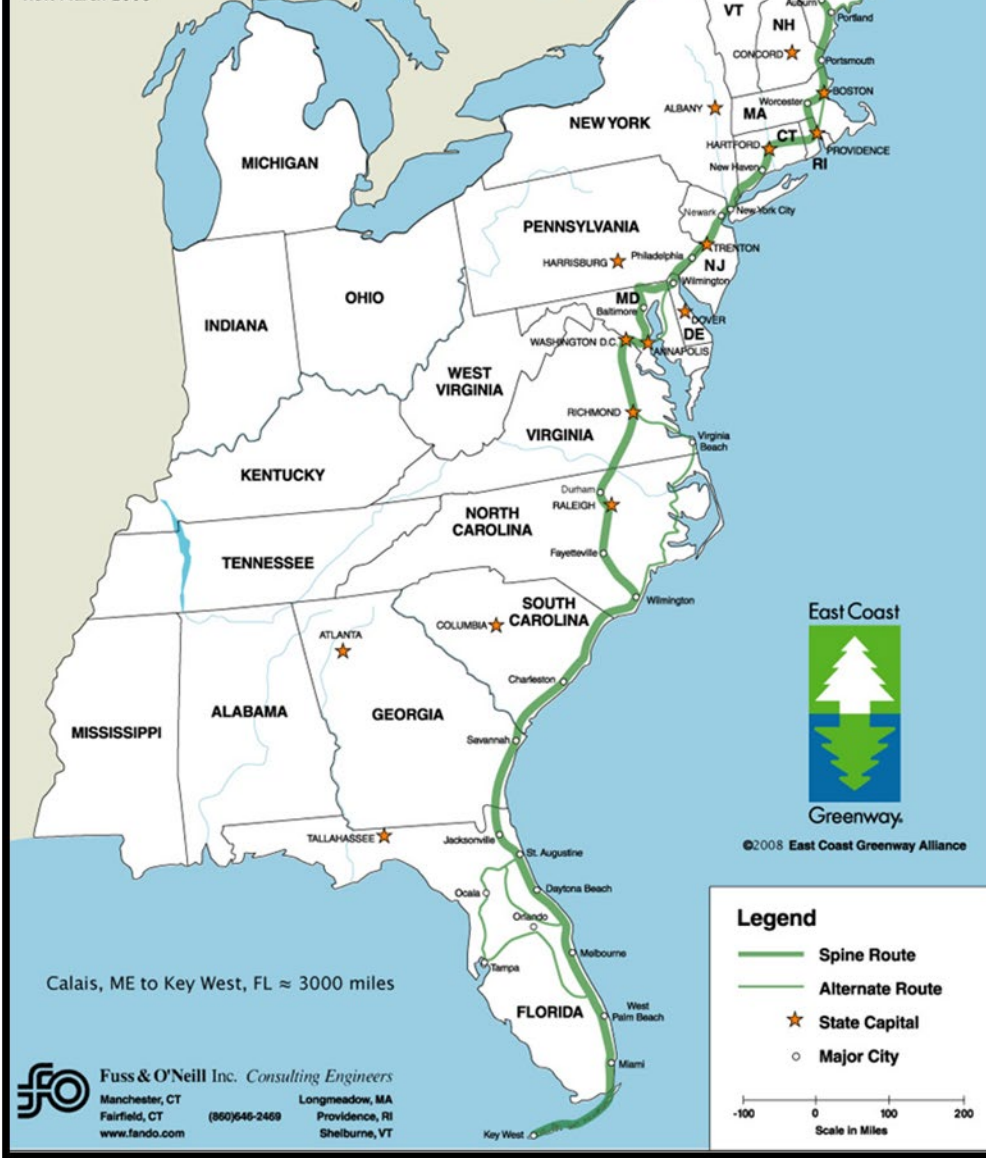 VT
NH
Auburn
Portland
CONCORD
Portsmouth
ALBANY
BOSTON
Worcester
MA
NEW YORK
CT
HARTFORD
PROVIDENCE
RI
New Haven
MICHIGAN
Newark
New York City
PENNSYLVANIA
TRENTON
Philadelphia
HARRISBURG
NJ
Wilmington
OHIO
MD
Baltimore
DOVER
INDIANA
DE
WASHINGTON D.C.
ANNAPOLIS
WEST
VIRGINIA
RICHMOND
VIRGINIA
Virginia
Beach
KENTUCKY
Durham
RALEIGH
NORTH
CAROLINA
Fayetteville
TENNESSEE
Wilmington
SOUTH
CAROLINA
COLUMBIA
ATLANTA
Charleston
ALABAMA
GEORGIA
MISSISSIPPI
Savannah
East Coast
Greenway®
©2008 East Coast Greenway Alliance
TALLAHASSEE
Jacksonville
St. Augustine
Ocala
Daytona Beach
Orlando
Melbourne
Tampa
FLORIDA
West
Palm Beach
Miami
Key West
Calais, ME to Key West, FL ≈ 3000 miles
Legend
Spine Route
Alternate Route
State Capital
Major City
-100 0 100 200
Scale in Miles
fo
Fuss & O'Neill Inc. Consulting Engineers
Manchester, CT Longmeadow, MA
Fairfield, CT (860)646-2469 Providence, RI
www.fando.com Shelburne, VT